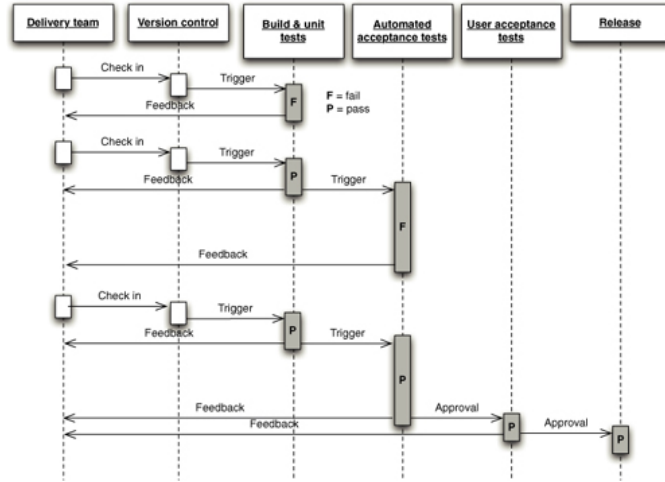 Delivery team
Version control
Build & unit
tests
Automated
acceptance tests
User acceptance
tests
Release
Check in
Trigger
Feedback
F
F = fail
P = pass
Check in
Trigger
Feedback
P
Trigger
F
Feedback
Check in
Trigger
Feedback
P
Trigger
P
Feedback
Approval
Feedback
P
Approval
P